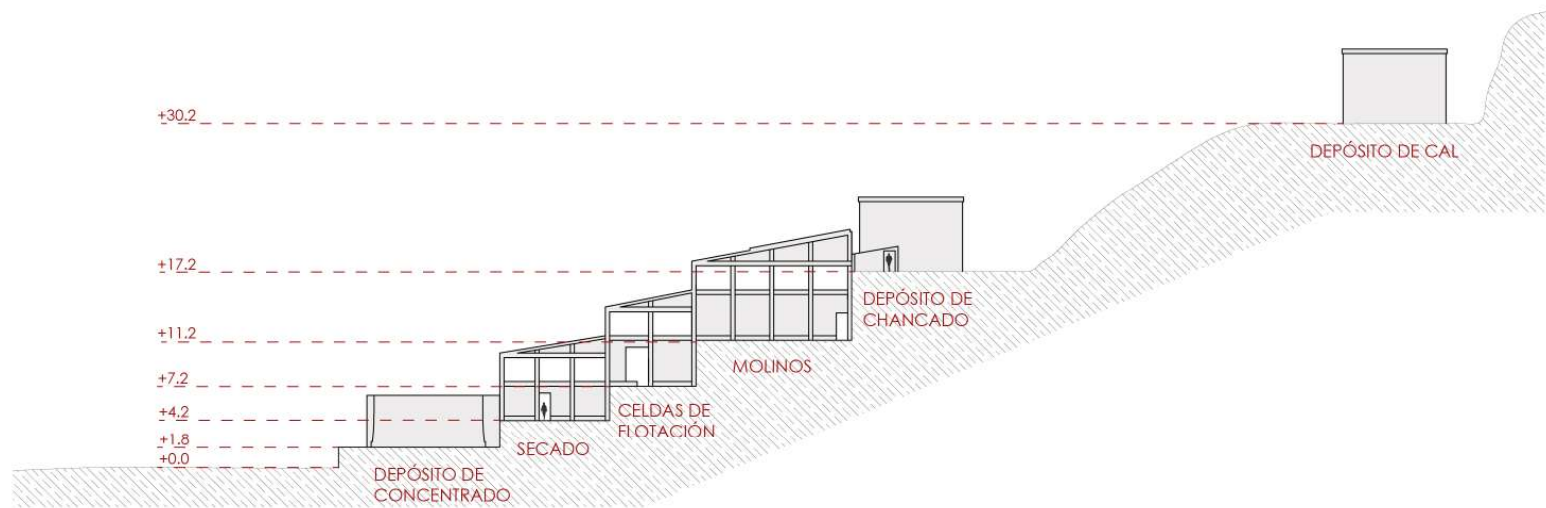 +30.2
DEPÓSITO DE CAL
+17.2
DEPÓSITO DE
CHANCADO
+11.2
MOLINOS
+7.2
CELDAS DE
FLOTACIÓN
+4.2
SECADO
+1.8
+0.0
DEPÓSITO DE
CONCENTRADO